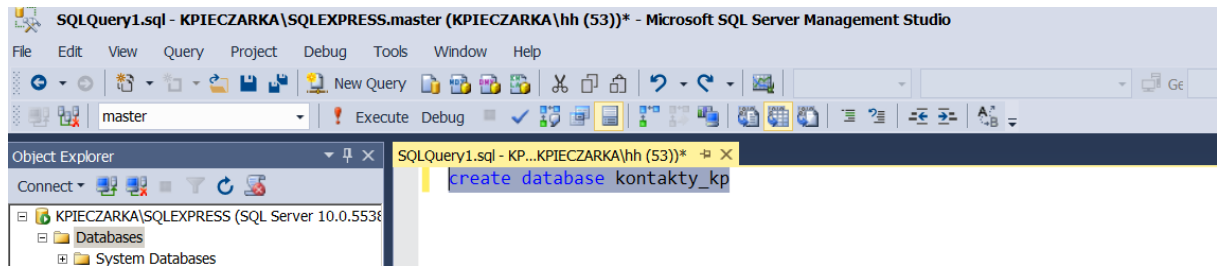 SQLQuery1.sql - KPIECZARKA\SQLEXPRESS.master (KPIECZARKA\hh (53))* - Microsoft SQL Server Management Studio
File Edit View Query Project Debug Tools Window Help
New Query
master Execute Debug
Object Explorer
SQLQuery1.sql - KP...KPIECZARKA\hh (53))*
Connect
create database kontakty_kp
KPIECZARKA\SQLEXPRESS (SQL Server 10.0.5538
Databases
System Databases